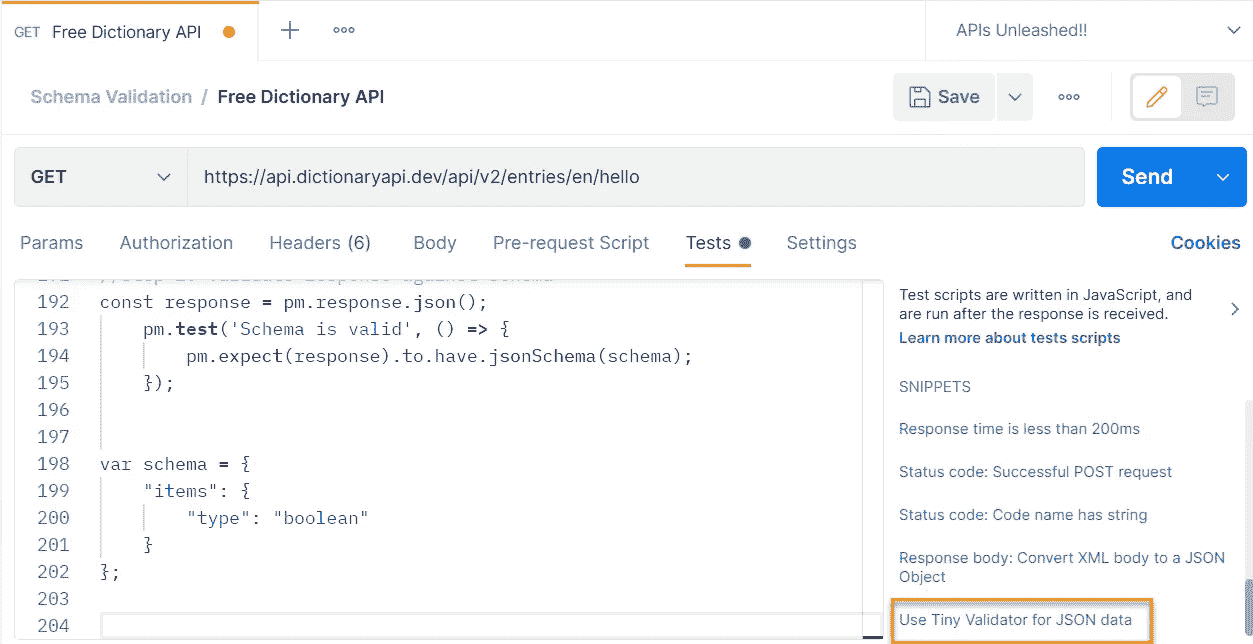 GET Free Dictionary API
APIs Unleashed!!
Schema Validation / Free Dictionary API
Save
GET https://api.dictionaryapi.dev/api/v2/entries/en/hello
Send
Params Authorization Headers (6) Body Pre-request Script Tests Settings Cookies
192 const response = pm.response.json();
193 pm.test('Schema is valid', () => {
194 pm.expect(response).to.have.jsonSchema(schema);
195 });
196
197
198 var schema = {
199 "items": {
200 "type": "boolean"
201 }
202 };
203
204
Test scripts are written in JavaScript, and
are run after the response is received.
Learn more about tests scripts
SNIPPETS
Response time is less than 200ms
Status code: Successful POST request
Status code: Code name has string
Response body: Convert XML body to a JSON
Object
Use Tiny Validator for JSON data